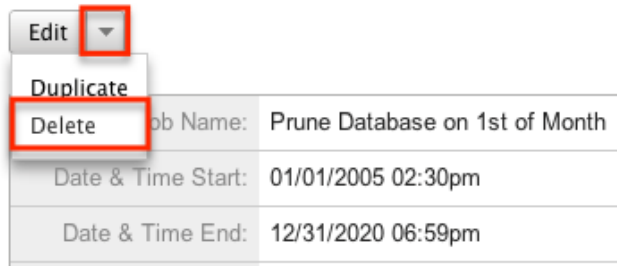 Edit
Duplicate
Delete
ob Name: Prune Database on 1st of Month
Date & Time Start: 01/01/2005 02:30pm
Date & Time End: 12/31/2020 06:59pm